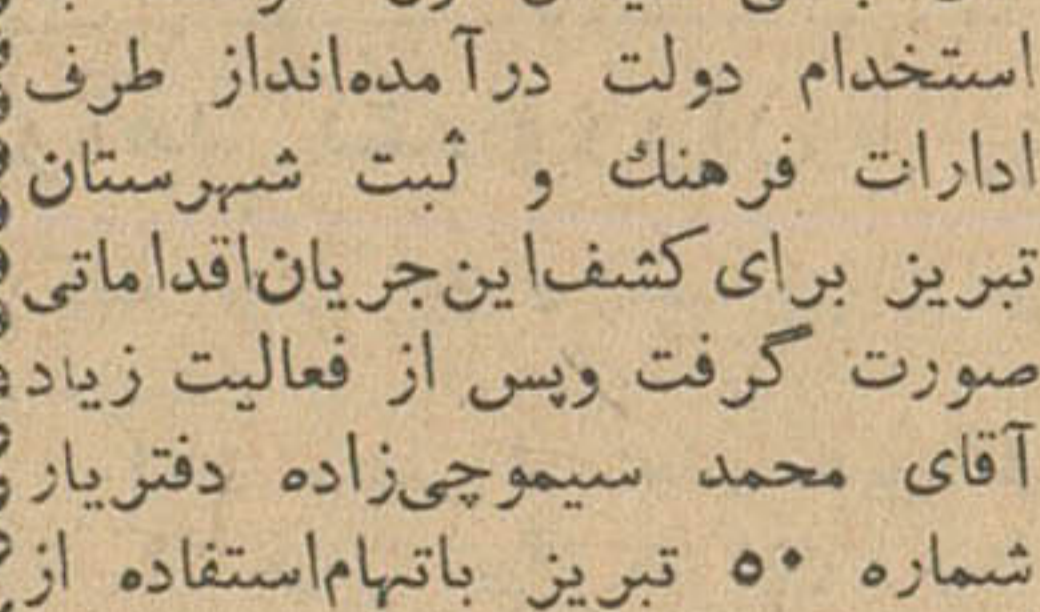 استخدام دولت درآمده‌انداز طرف
ادارات فرهنك و ثبت شهرستان
تبریز برای کشف‌این‌جریان‌اقداماتی
صورت گرفت وپس از فعالیت زیاد
آقای محمد سیموچی‌زاده دفتریار
شماره ۵۰ تبریز باتهام‌استفاده از